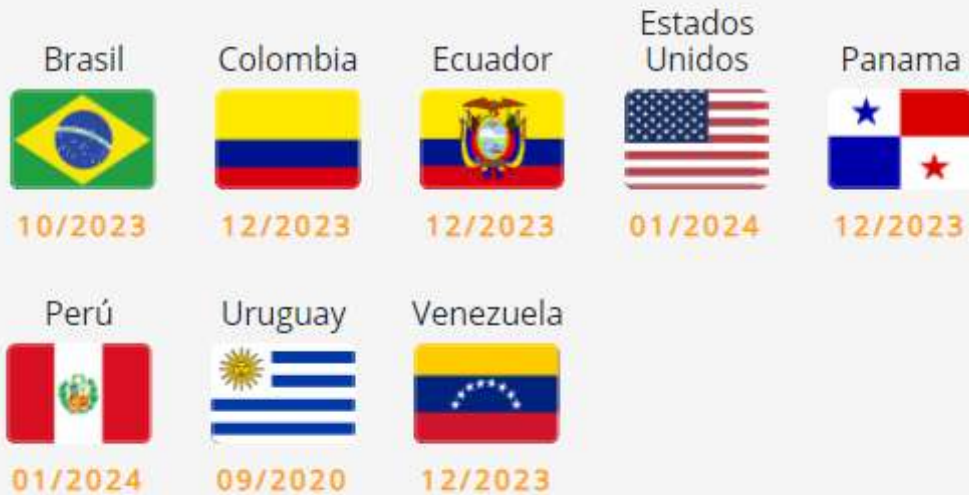 Brasil
Colombia
Ecuador
Estados
Unidos
Panama
10/2023
12/2023
12/2023
01/2024
12/2023
Perú
Uruguay
Venezuela
01/2024
09/2020
12/2023